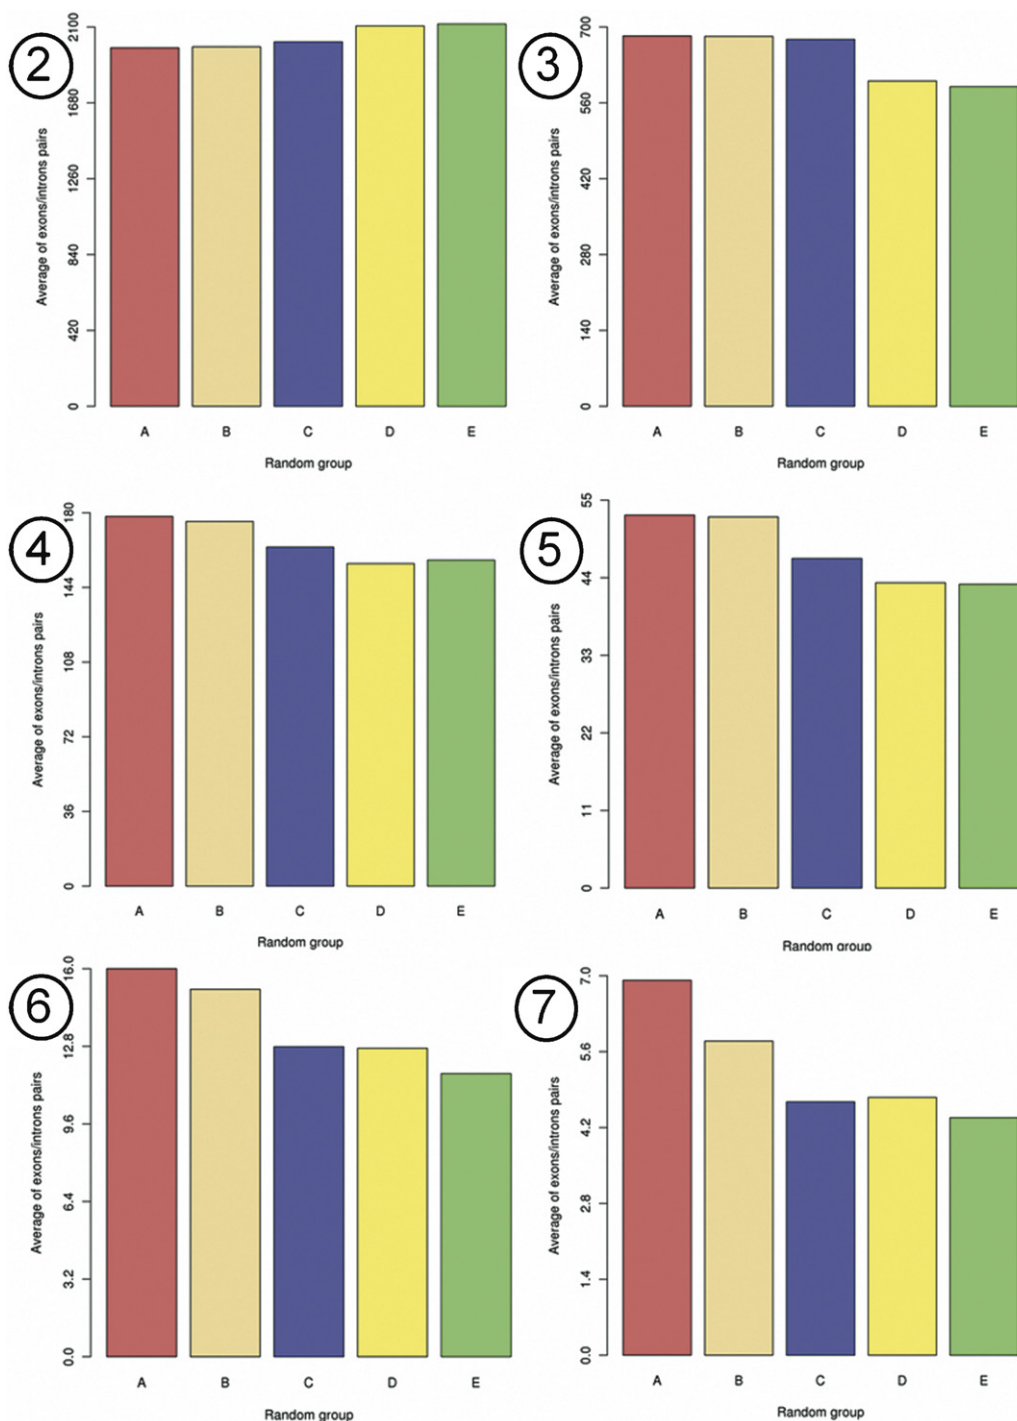 2
Average of exons/introns pairs
2100
1680
1260
840
420
0
A B C D E
Random group
3
Average of exons/introns pairs
700
560
420
280
140
0
A B C D E
Random group
4
Average of exons/introns pairs
180
144
108
72
36
0
A B C D E
Random group
5
Average of exons/introns pairs
55
44
33
22
11
0
A B C D E
Random group
6
Average of exons/introns pairs
16.0
12.8
9.6
6.4
3.2
0.0
A B C D E
Random group
7
Average of exons/introns pairs
7.0
5.6
4.2
2.8
1.4
0.0
A B C D E
Random group